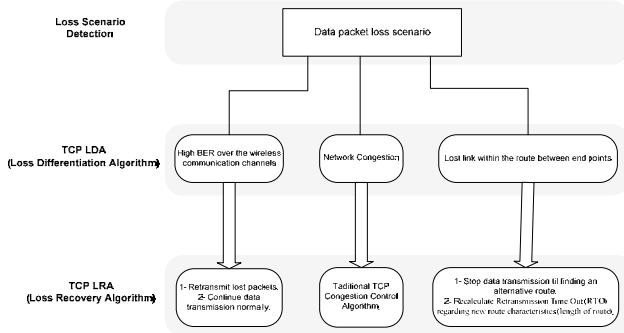 Loss Scenario
Detection
Data packet loss scenario
TCP LDA
(Loss Differentiation Algorithm)
High BER over the wireless
communication channels
Network Congestion
Lost link within the route between end points
TCP LRA
(Loss Recovery Algorithm)
1- Retransmit lost packets.
2- Continue data
transmission normally.
Taditional TCP
Congestion Control
Algorithm
1- Stop data transmission til finding an
alternative route.
2- Recalculate Retransmission Time Out(RTO)
regarding new route characteristics(length of route)